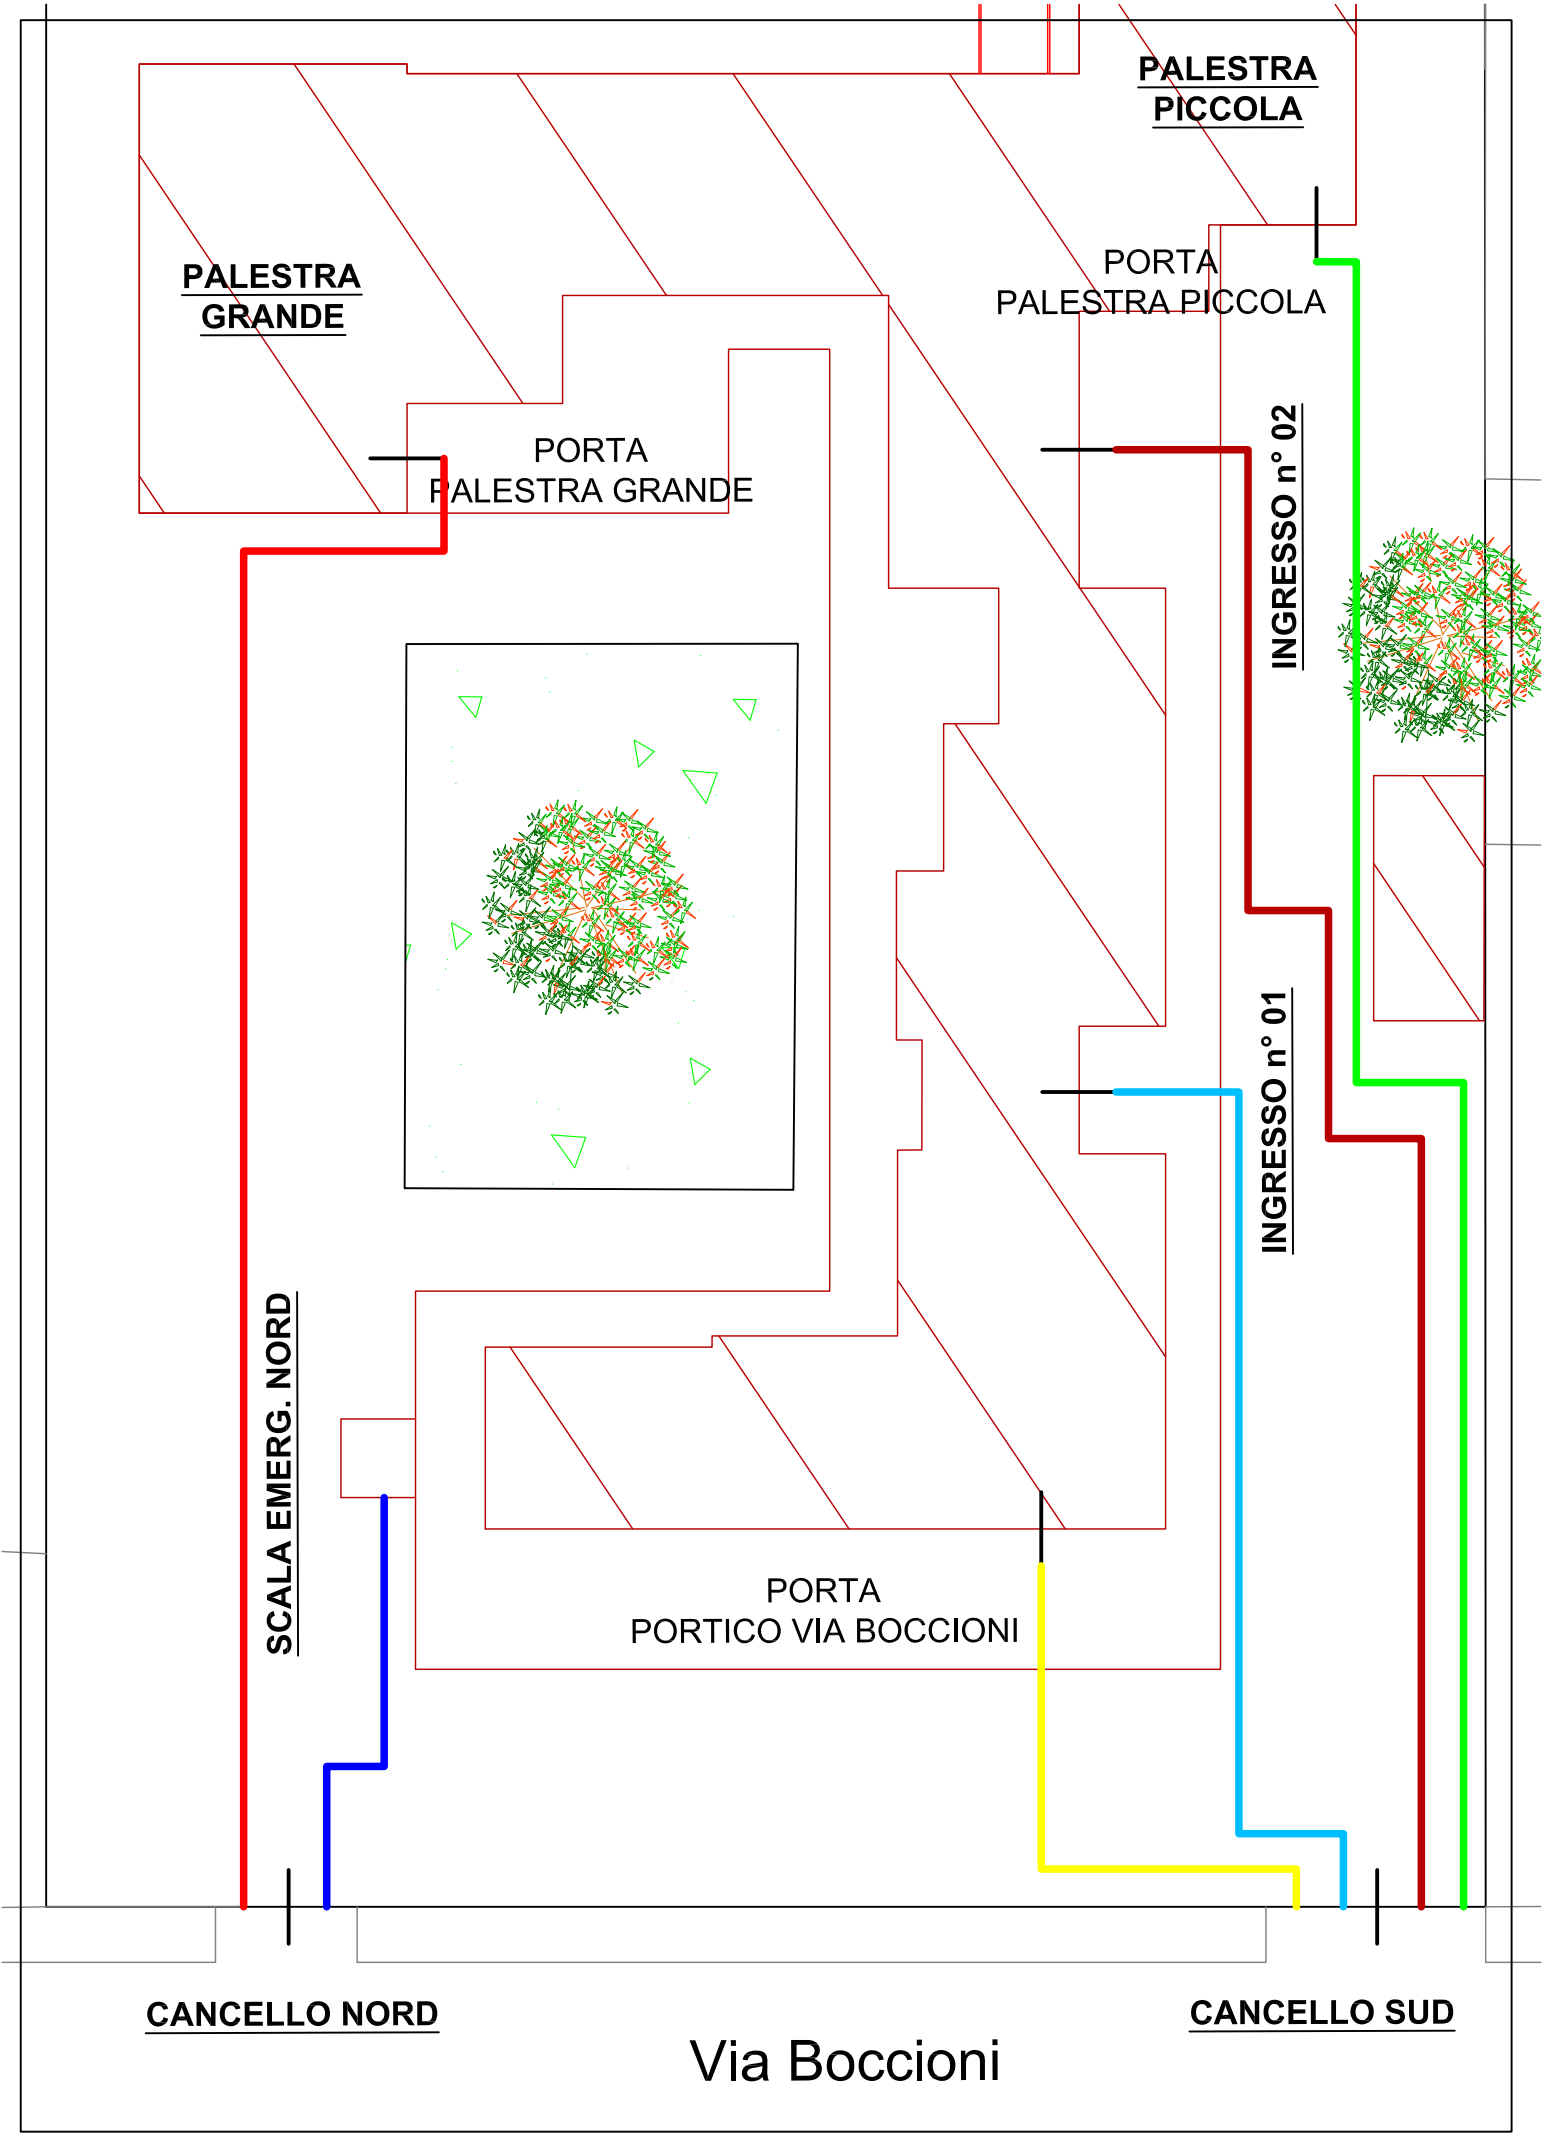 PALESTRA
PICCOLA
PALESTRA
GRANDE
PORTA
PALESTRA PICCOLA
PORTA
PALESTRA GRANDE
INGRESSO n° 02
INGRESSO n° 01
SCALA EMERG. NORD
PORTA
PORTICO VIA BOCCIONI
CANCELLO NORD
CANCELLO SUD
Via Boccioni